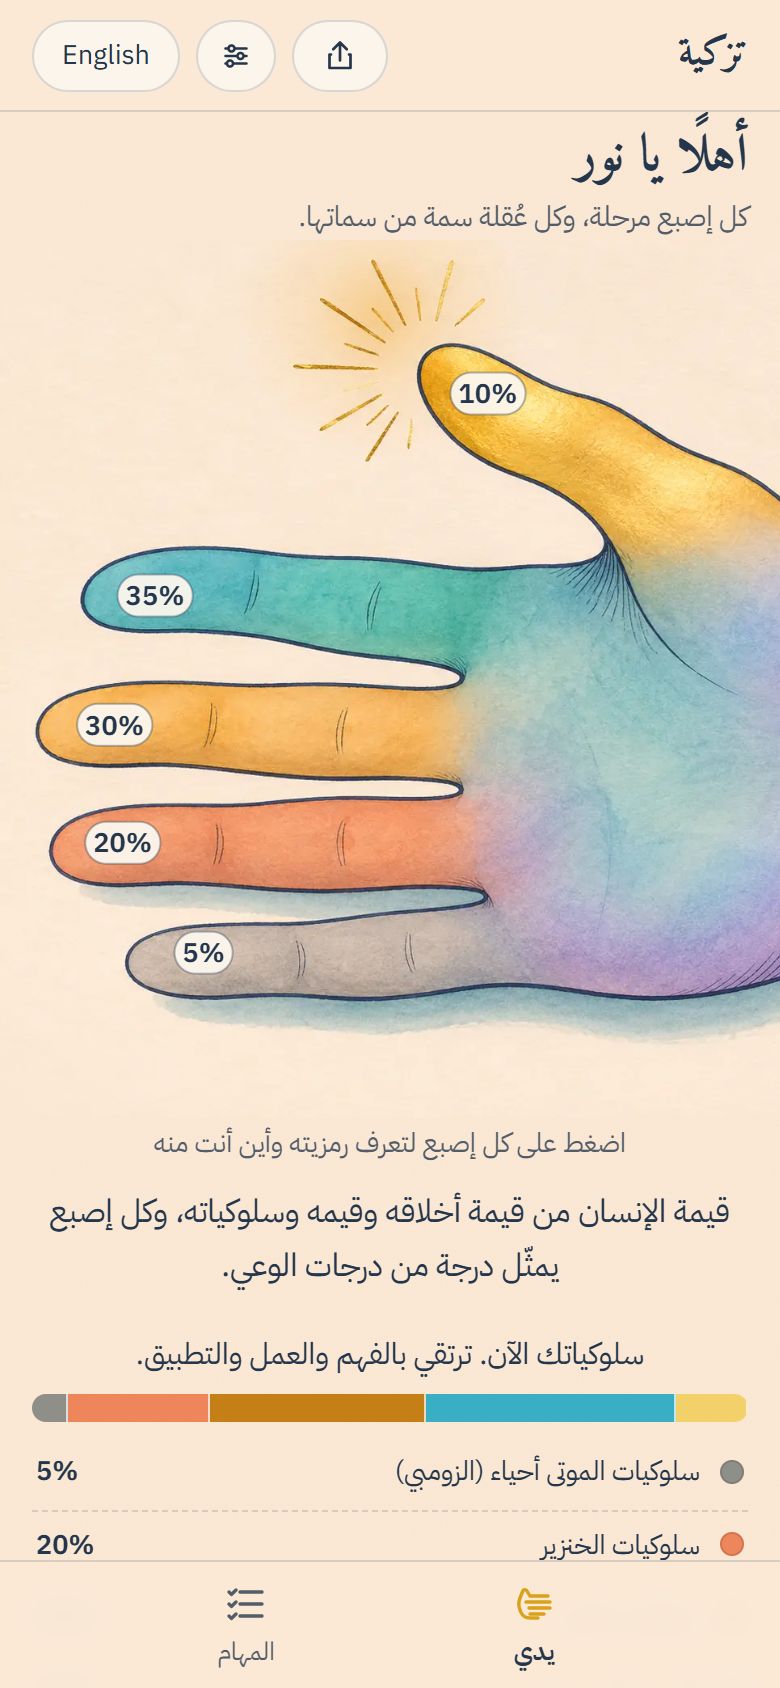 تزكية
English
أهلًا يا نور
كل إصبع مرحلة، وكل عُقلة سمة من سماتها.
10%
35%
30%
20%
5%
اضغط على كل إصبع لتعرف رمزيته وأين أنت منه
قيمة الإنسان من قيمة أخلاقه وقيمه وسلوكياته، وكل إصبع
يمثّل درجة من درجات الوعي.
سلوكياتك الآن. ترتقي بالفهم والعمل والتطبيق.
سلوكيات الموتى أحياء (الزومبي) 5%
سلوكيات الخنزير 20%
يدي
المهام